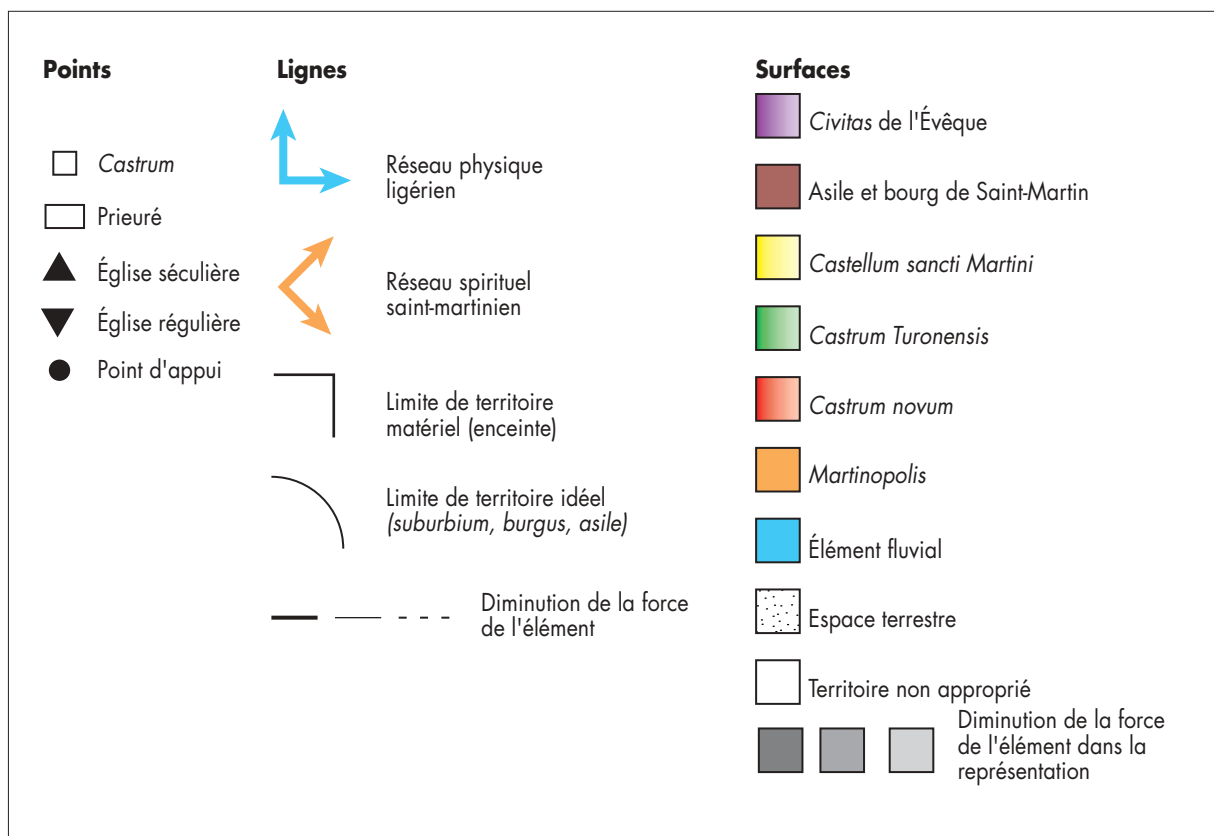 Points
Castrum
Prieuré
Église séculière
Église régulière
Point d'appui
Lignes
Réseau physique
ligérien
Réseau spirituel
saint-martinien
Limite de territoire
matériel (enceinte)
Limite de territoire idéel
(suburbium, burgus, asile)
Diminution de la force
de l'élément
Surfaces
Civitas de l'Évêque
Asile et bourg de Saint-Martin
Castellum sancti Martini
Castrum Turonensis
Castrum novum
Martinopolis
Élément fluvial
Espace terrestre
Territoire non approprié
Diminution de la force
de l'élément dans la
représentation